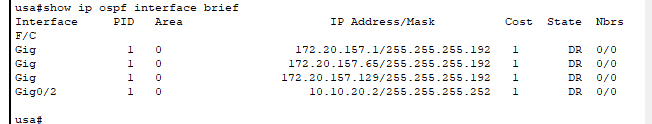 usa#show ip ospf interface brief
Interface PID Area IP Address/Mask Cost State Nbrs
F/C
Gig 1 0 172.20.157.1/255.255.255.192 1 DR 0/0
Gig 1 0 172.20.157.65/255.255.255.192 1 DR 0/0
Gig 1 0 172.20.157.129/255.255.255.192 1 DR 0/0
Gig0/2 1 0 10.10.20.2/255.255.255.252 1 DR 0/0
usa#